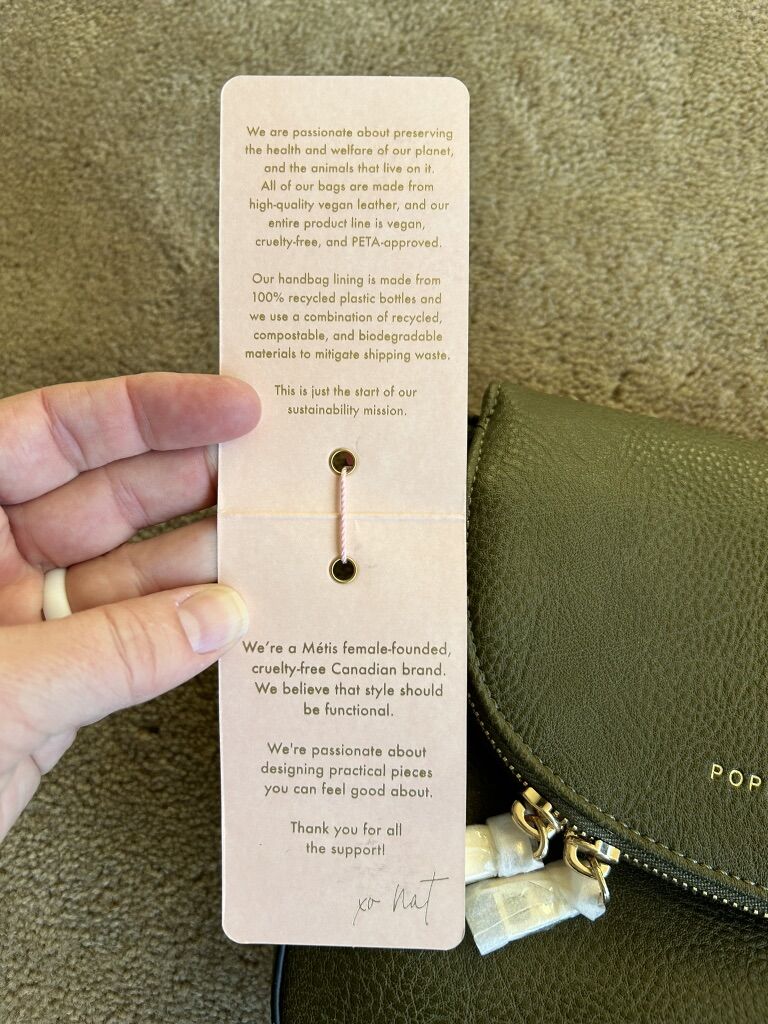 We are passionate about preserving
the health and welfare of our planet,
and the animals that live on it.
All of our bags are made from
high-quality vegan leather, and our
entire product line is vegan,
cruelty-free, and PETA-approved.
Our handbag lining is made from
100% recycled plastic bottles and
we use a combination of recycled,
compostable, and biodegradable
materials to mitigate shipping waste.
This is just the start of our
sustainability mission.
We're a Métis female-founded,
cruelty-free Canadian brand.
We believe that style should
be functional.
We're passionate about
designing practical pieces
you can feel good about.
Thank you for all
the support!
xo nat
POP